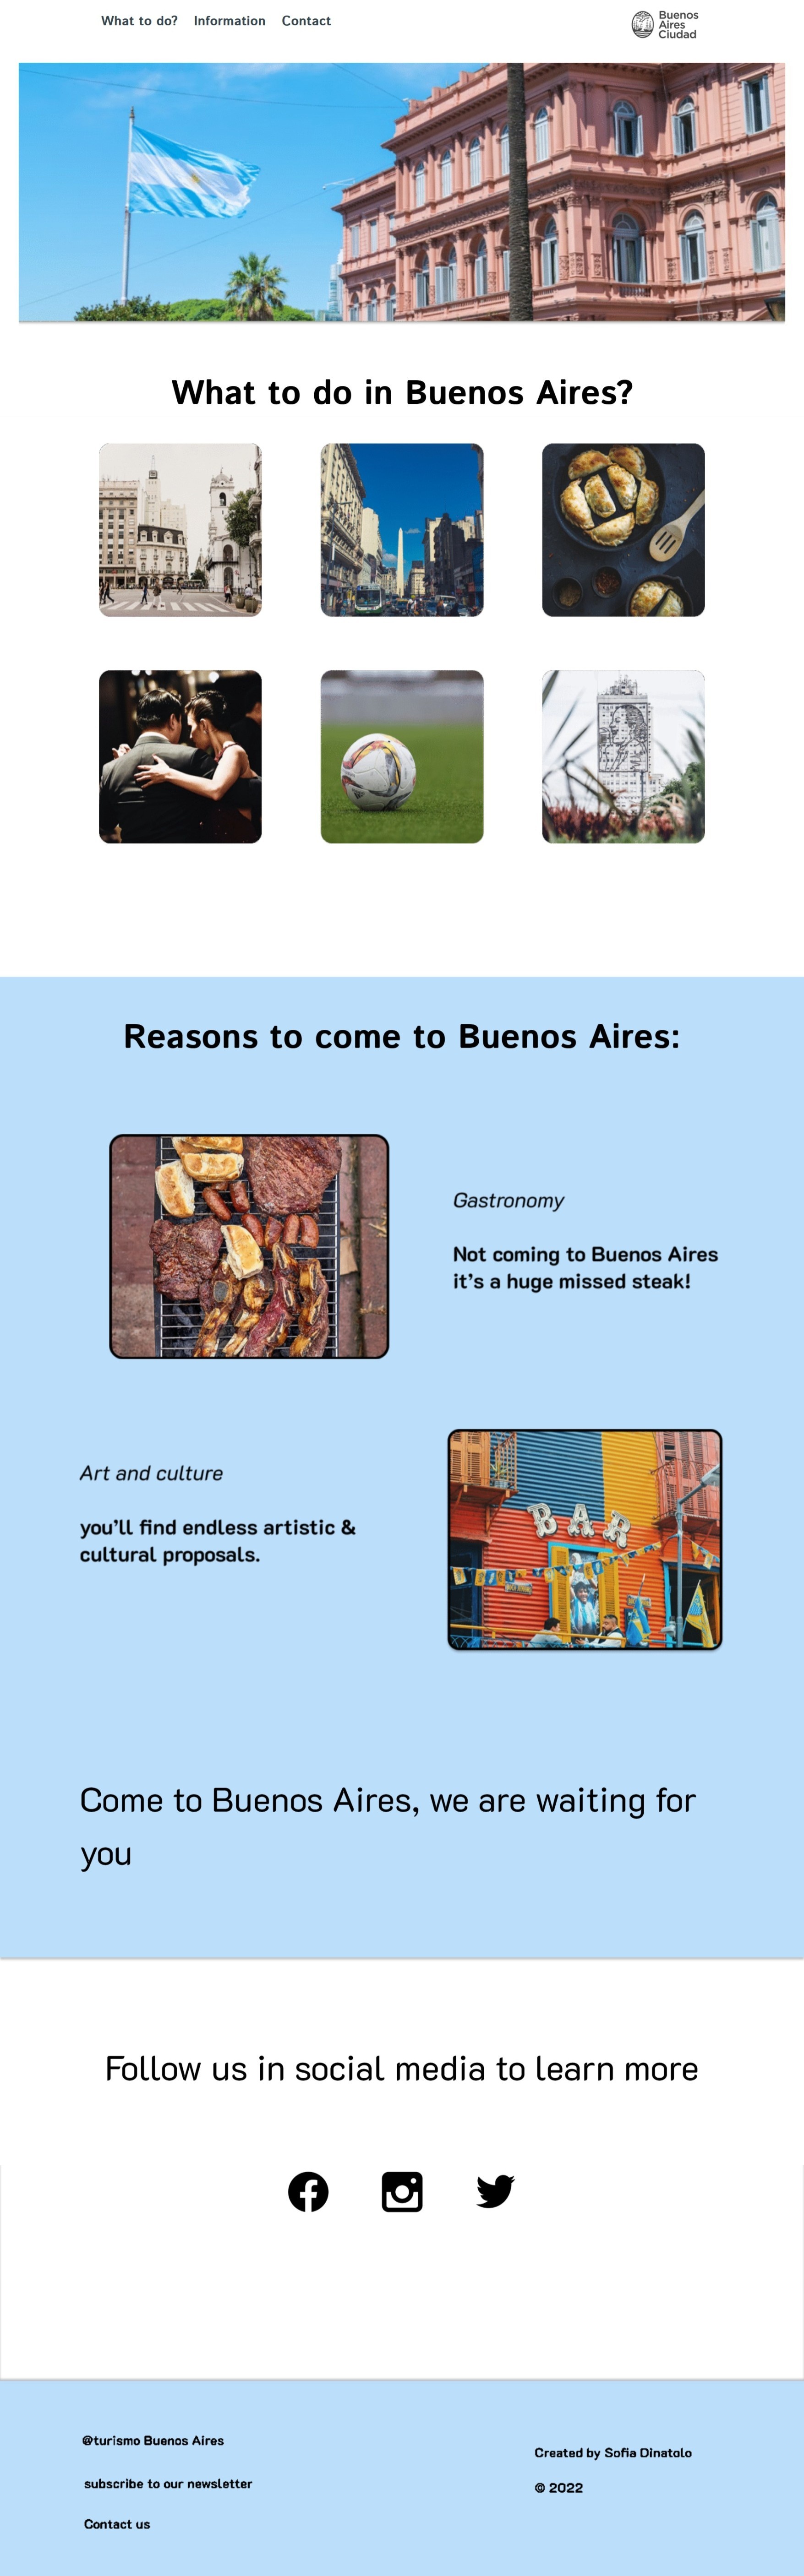 What to do? Information Contact
Buenos
Aires
Ciudad
What to do in Buenos Aires?
Reasons to come to Buenos Aires:
Gastronomy
Not coming to Buenos Aires
it's a huge missed steak!
Art and culture
you'll find endless artistic &
cultural proposals.
BAR
Come to Buenos Aires, we are waiting for
you
Follow us in social media to learn more
@turismo Buenos Aires
Created by Sofia Dinatolo
subscribe to our newsletter
© 2022
Contact us